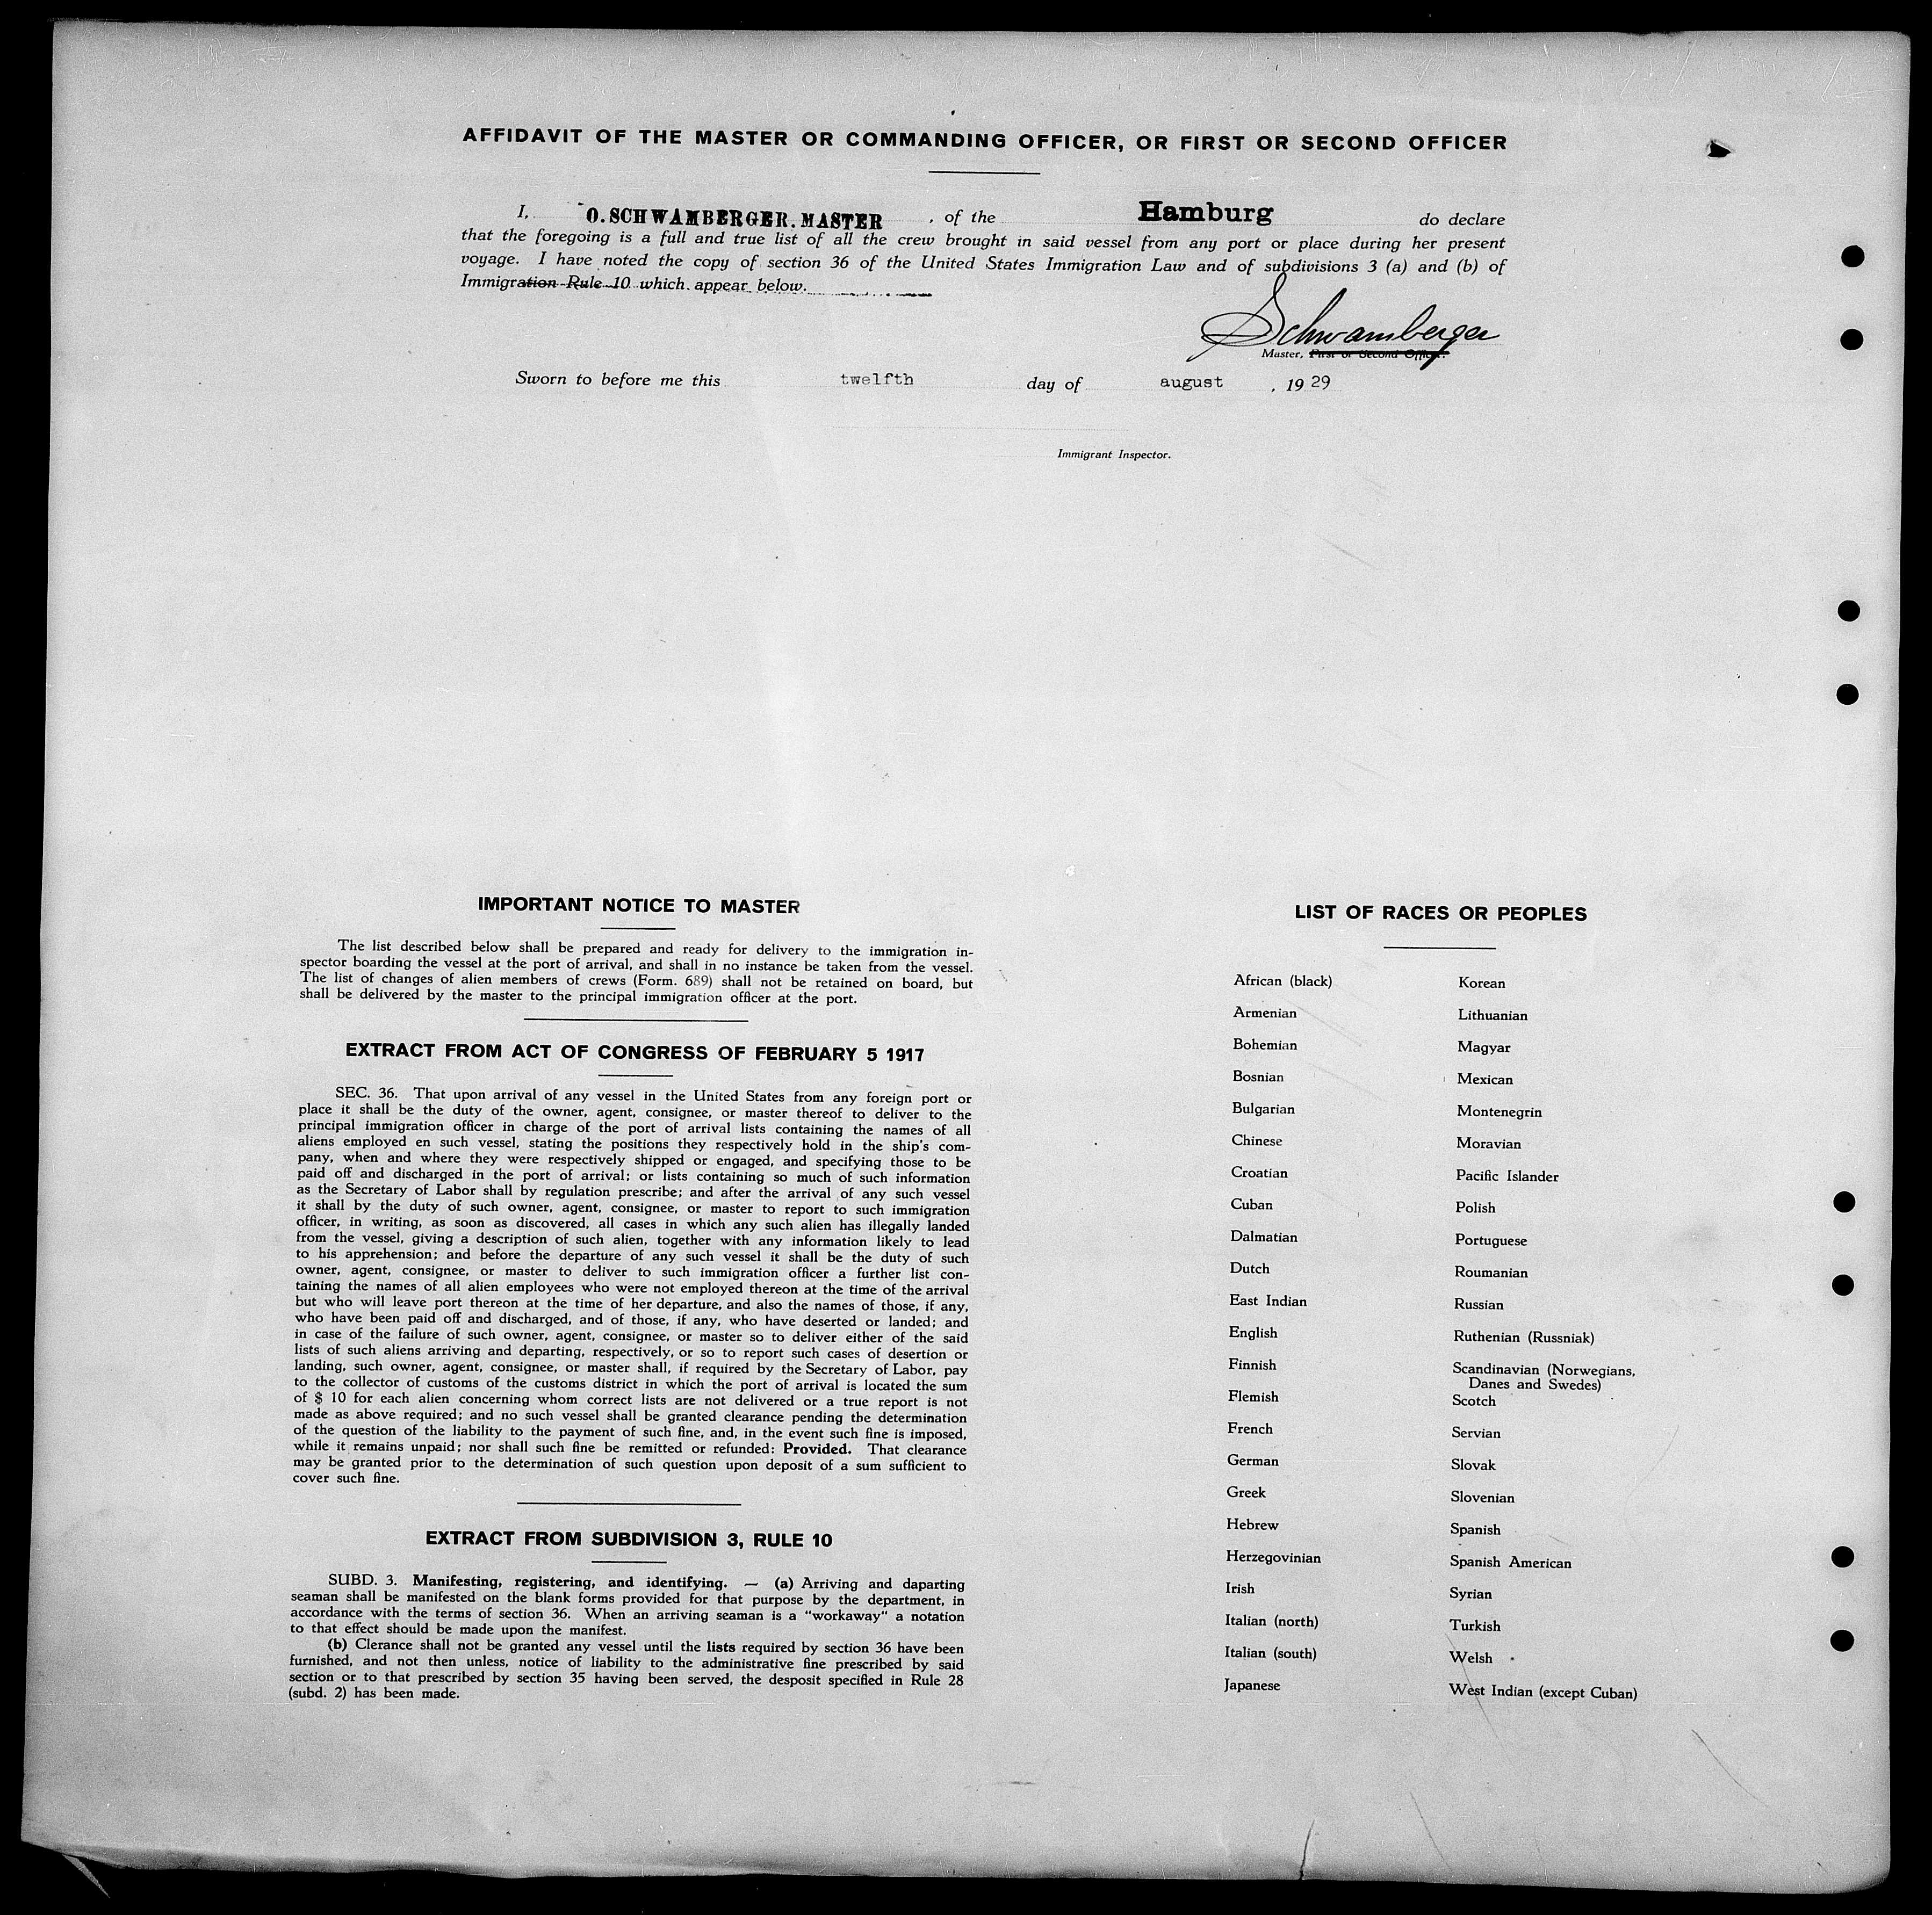 AFFIDAVIT OF THE MASTER OR COMMANDING OFFICER, OR FIRST OR SECOND OFFICER
I, O. SCHWAMBERGER. MASTER , of the Hamburg do declare
that the foregoing is a full and true list of all the crew brought in said vessel from any port or place during her present
voyage. I have noted the copy of section 36 of the United States Immigration Law and of subdivisions 3 (a) and (b) of
Immigration Rule 10 which appear below.
Schwamberger
Master, First or Second Officer.
Sworn to before me this twelfth day of august , 19 29
Immigrant Inspector.
IMPORTANT NOTICE TO MASTER
The list described below shall be prepared and ready for delivery to the immigration in-
spector boarding the vessel at the port of arrival, and shall in no instance be taken from the vessel.
The list of changes of alien members of crews (Form. 689) shall not be retained on board, but
shall be delivered by the master to the principal immigration officer at the port.
EXTRACT FROM ACT OF CONGRESS OF FEBRUARY 5 1917
SEC. 36. That upon arrival of any vessel in the United States from any foreign port or
place it shall be the duty of the owner, agent, consignee, or master thereof to deliver to the
principal immigration officer in charge of the port of arrival lists containing the names of all
aliens employed en such vessel, stating the positions they respectively hold in the ship's com-
pany, when and where they were respectively shipped or engaged, and specifying those to be
paid off and discharged in the port of arrival; or lists containing so much of such information
as the Secretary of Labor shall by regulation prescribe; and after the arrival of any such vessel
it shall by the duty of such owner, agent, consignee, or master to report to such immigration
officer, in writing, as soon as discovered, all cases in which any such alien has illegally landed
from the vessel, giving a description of such alien, together with any information likely to lead
to his apprehension; and before the departure of any such vessel it shall be the duty of such
owner, agent, consignee, or master to deliver to such immigration officer a further list con-
taining the names of all alien employees who were not employed thereon at the time of the arrival
but who will leave port thereon at the time of her departure, and also the names of those, if any,
who have been paid off and discharged, and of those, if any, who have deserted or landed; and
in case of the failure of such owner, agent, consignee, or master so to deliver either of the said
lists of such aliens arriving and departing, respectively, or so to report such cases of desertion or
landing, such owner, agent, consignee, or master shall, if required by the Secretary of Labor, pay
to the collector of customs of the customs district in which the port of arrival is located the sum
of $ 10 for each alien concerning whom correct lists are not delivered or a true report is not
made as above required; and no such vessel shall be granted clearance pending the determination
of the question of the liability to the payment of such fine, and, in the event such fine is imposed,
while it remains unpaid; nor shall such fine be remitted or refunded: Provided. That clearance
may be granted prior to the determination of such question upon deposit of a sum sufficient to
cover such fine.
EXTRACT FROM SUBDIVISION 3, RULE 10
SUBD. 3. Manifesting, registering, and identifying. — (a) Arriving and daparting
seaman shall be manifested on the blank forms provided for that purpose by the department, in
accordance with the terms of section 36. When an arriving seaman is a "workaway" a notation
to that effect should be made upon the manifest.
(b) Clerance shall not be granted any vessel until the lists required by section 36 have been
furnished, and not then unless, notice of liability to the administrative fine prescribed by said
section or to that prescribed by section 35 having been served, the desposit specified in Rule 28
(subd. 2) has been made.
LIST OF RACES OR PEOPLES
African (black)
Armenian
Bohemian
Bosnian
Bulgarian
Chinese
Croatian
Cuban
Dalmatian
Dutch
East Indian
English
Finnish
Flemish
French
German
Greek
Hebrew
Herzegovinian
Irish
Italian (north)
Italian (south)
Japanese
Korean
Lithuanian
Magyar
Mexican
Montenegrin
Moravian
Pacific Islander
Polish
Portuguese
Roumanian
Russian
Ruthenian (Russniak)
Scandinavian (Norwegians,
Danes and Swedes)
Scotch
Servian
Slovak
Slovenian
Spanish
Spanish American
Syrian
Turkish
Welsh
West Indian (except Cuban)